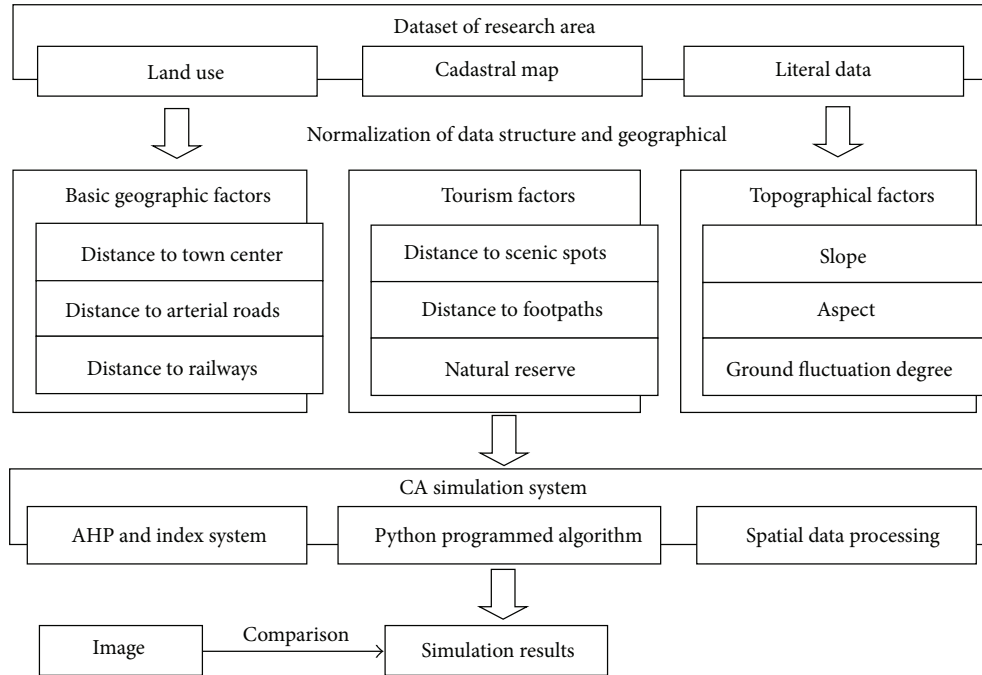 Dataset of research area
Land use
Cadastral map
Literal data
Normalization of data structure and geographical
Basic geographic factors
Distance to town center
Distance to arterial roads
Distance to railways
Tourism factors
Distance to scenic spots
Distance to footpaths
Natural reserve
Topographical factors
Slope
Aspect
Ground fluctuation degree
CA simulation system
AHP and index system
Python programmed algorithm
Spatial data processing
Image
Comparison
Simulation results